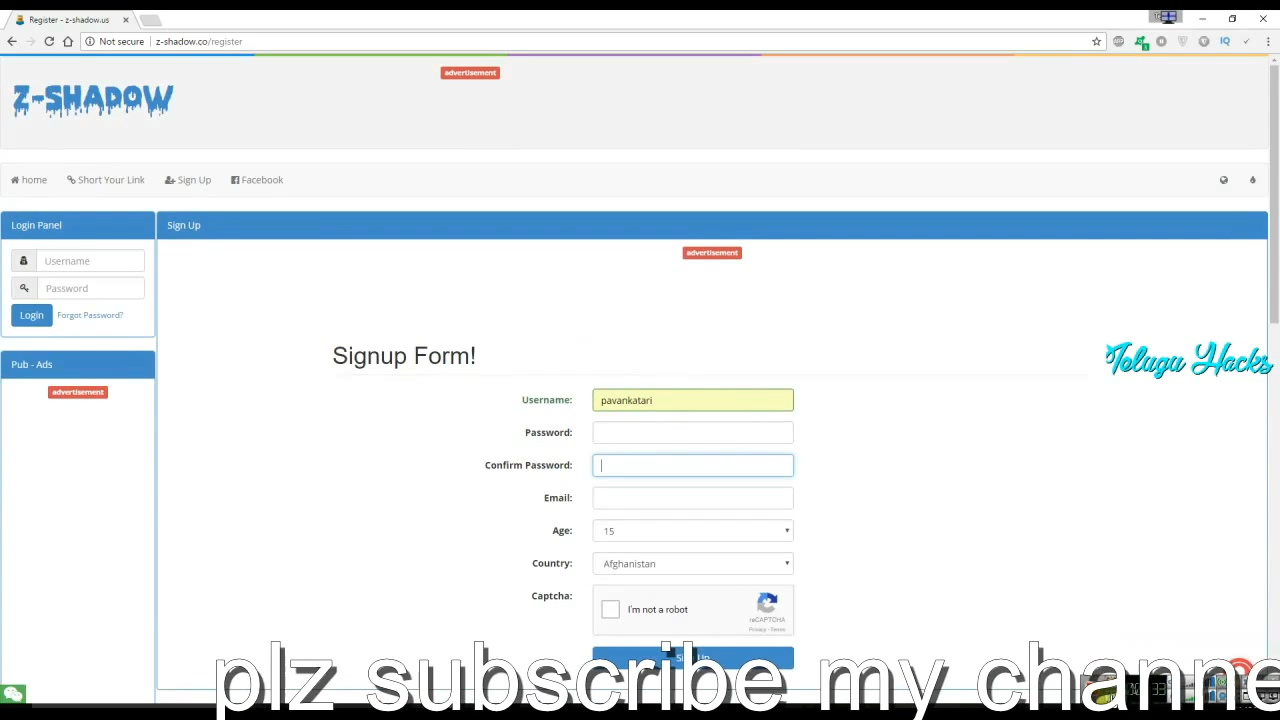 Register - z-shadow.us
Not secure
z-shadow.co/register
advertisement
Z-SHADOW
home
Short Your Link
Sign Up
Facebook
Login Panel
Username
Password
Login
Forgot Password?
Pub - Ads
advertisement
Sign Up
advertisement
Signup Form!
Username: pavankatari
Password:
Confirm Password:
Email:
Age: 15
Country: Afghanistan
Captcha: I'm not a robot
reCAPTCHA
Privacy - Terms
Sign Up
Telugu Hacks
plz subscribe my channe